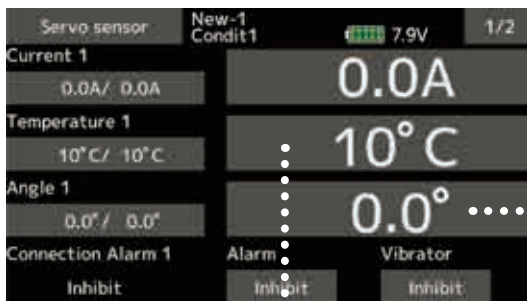 Servo sensor New-1 7.9V 1/2
Condit1
Current 1
0.0A/ 0.0A 0.0A
Temperature 1
10°C/ 10°C 10°C
Angle 1
0.0°/ 0.0° 0.0°
Connection Alarm 1 Alarm Vibrator
Inhibit Inhibit Inhibit